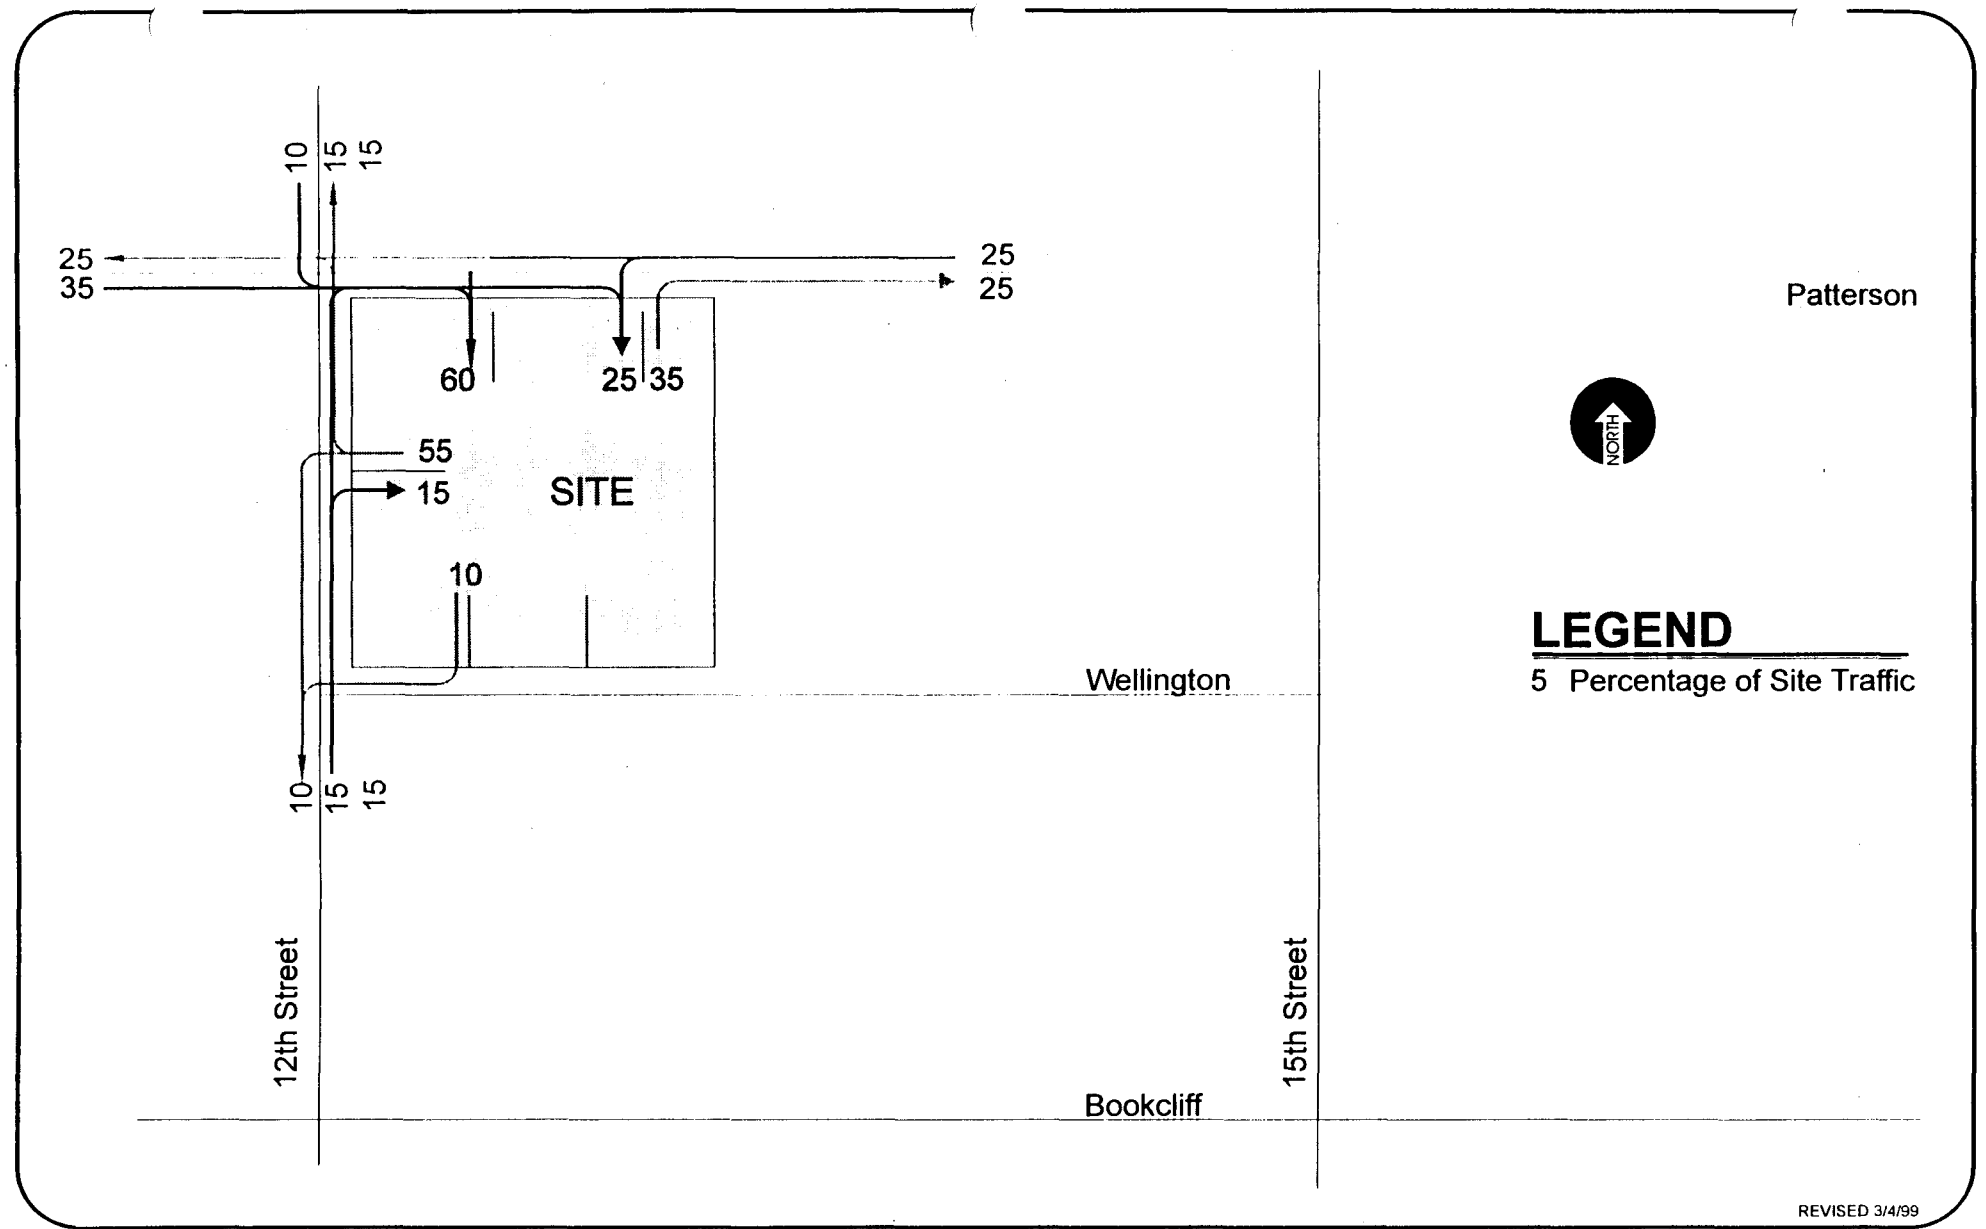 10 15 15
25
35
25
25
Patterson
60
25 35
NORTH
55
SITE
15
10
LEGEND
5 Percentage of Site Traffic
Wellington
10 15 15
12th Street
15th Street
Bookcliff
REVISED 3/4/99